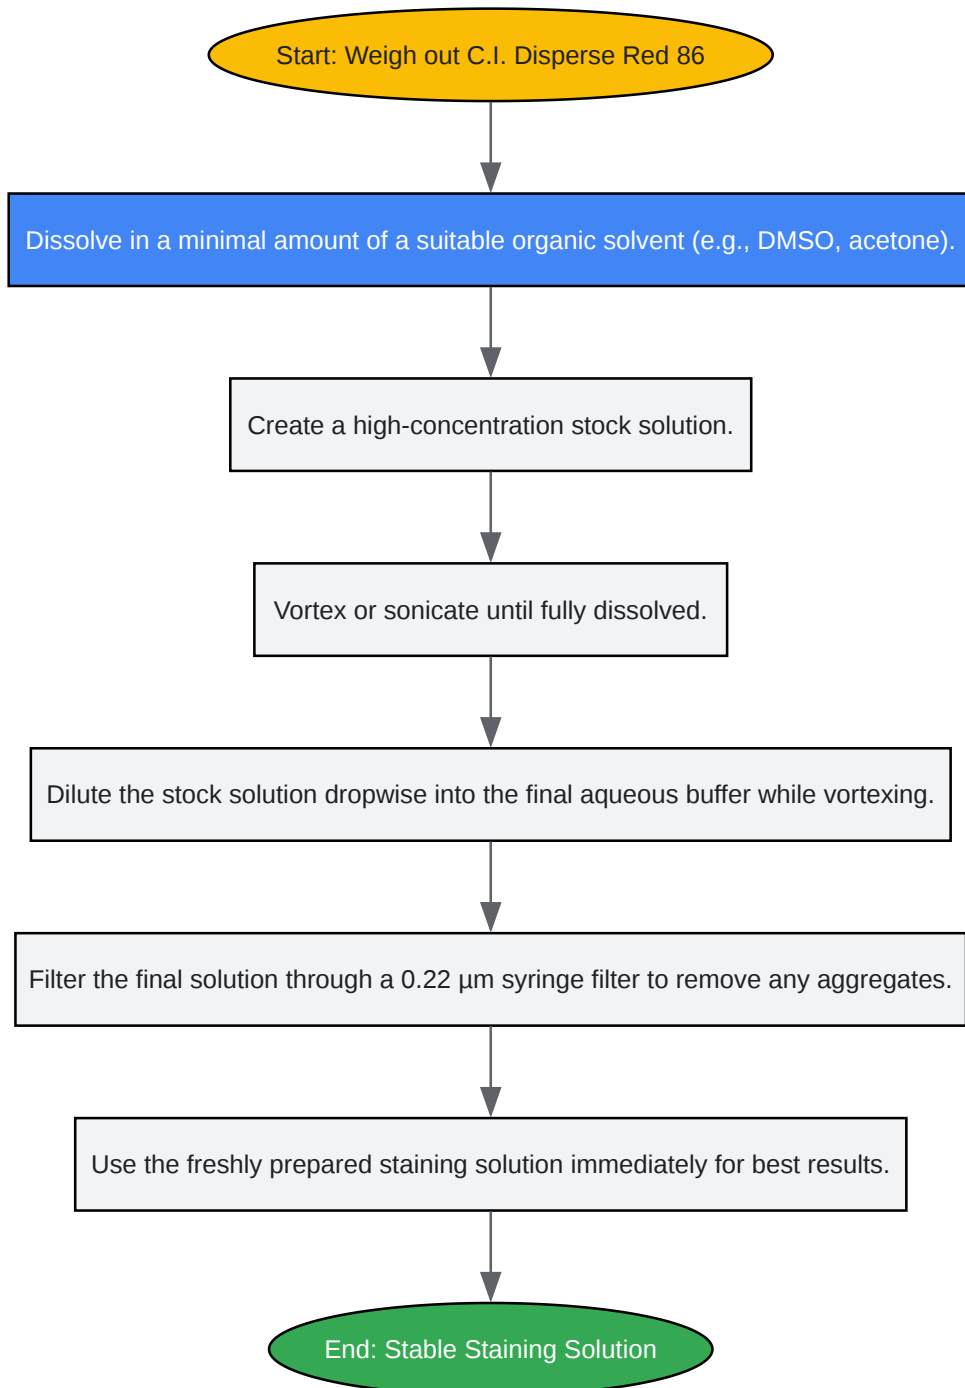 Start: Weigh out C.I. Disperse Red 86
Dissolve in a minimal amount of a suitable organic solvent (e.g., DMSO, acetone).
Create a high-concentration stock solution.
Vortex or sonicate until fully dissolved.
Dilute the stock solution dropwise into the final aqueous buffer while vortexing.
Filter the final solution through a 0.22 µm syringe filter to remove any aggregates.
Use the freshly prepared staining solution immediately for best results.
End: Stable Staining Solution